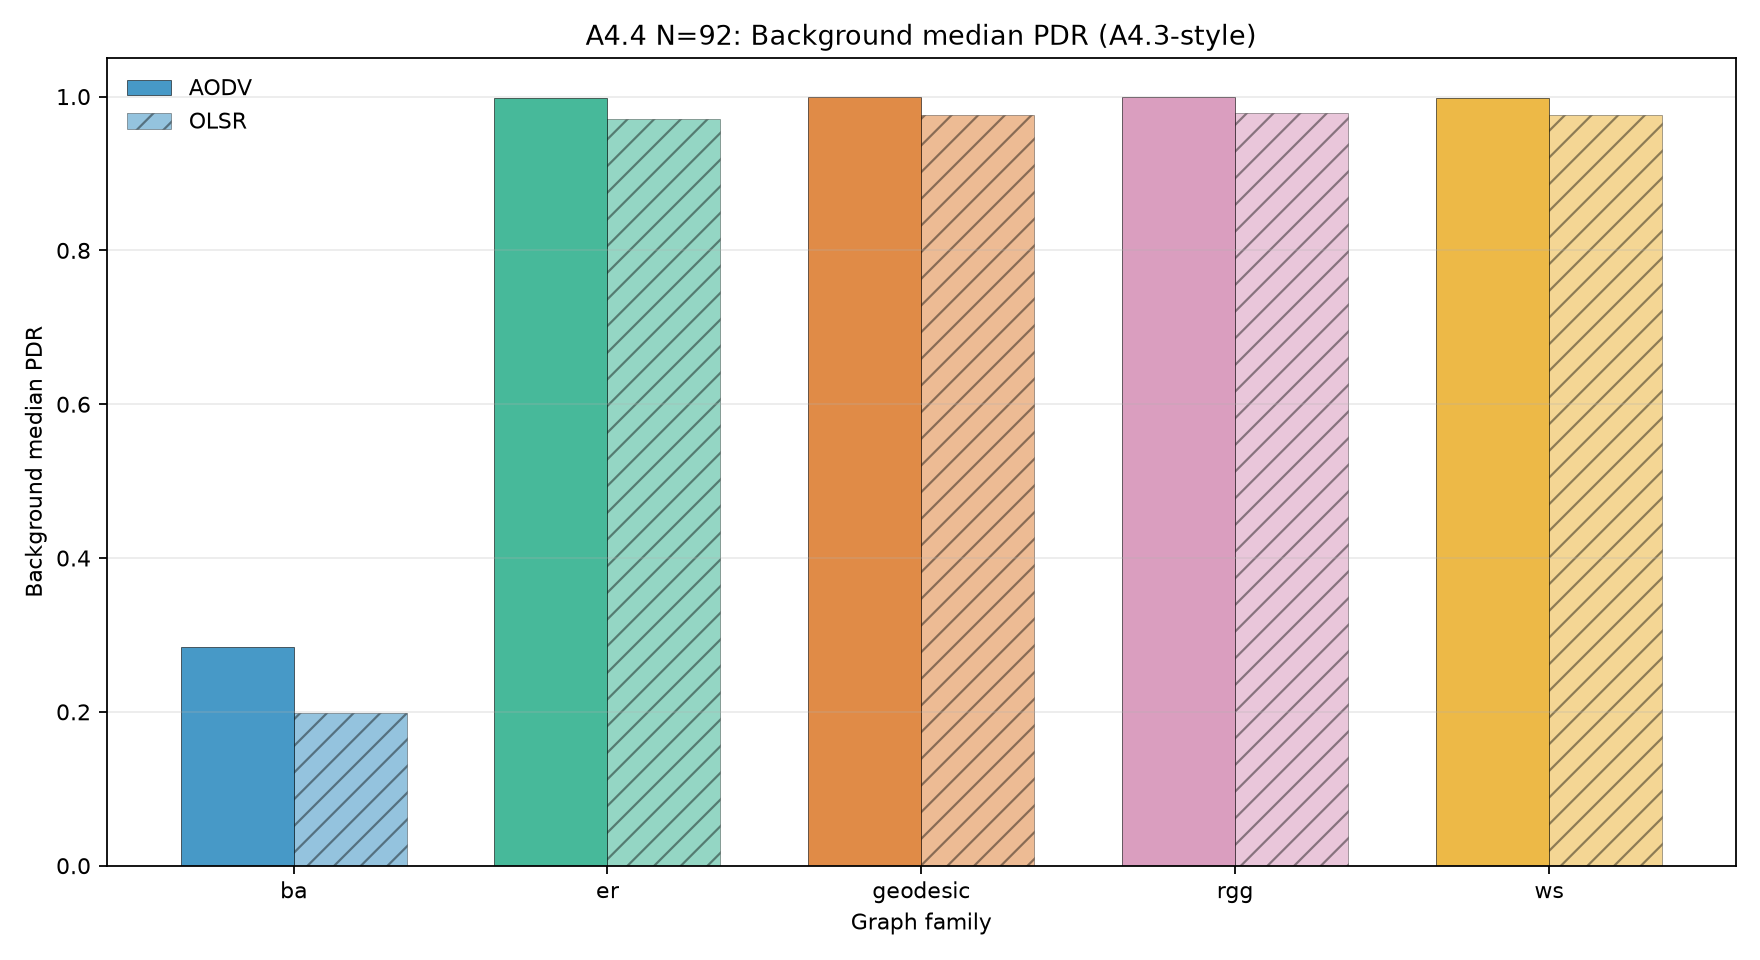 A4.4 N=92: Background median PDR (A4.3-style)
AODV
OLSR
Background median PDR
1.0
0.8
0.6
0.4
0.2
0.0
ba er geodesic rgg ws
Graph family